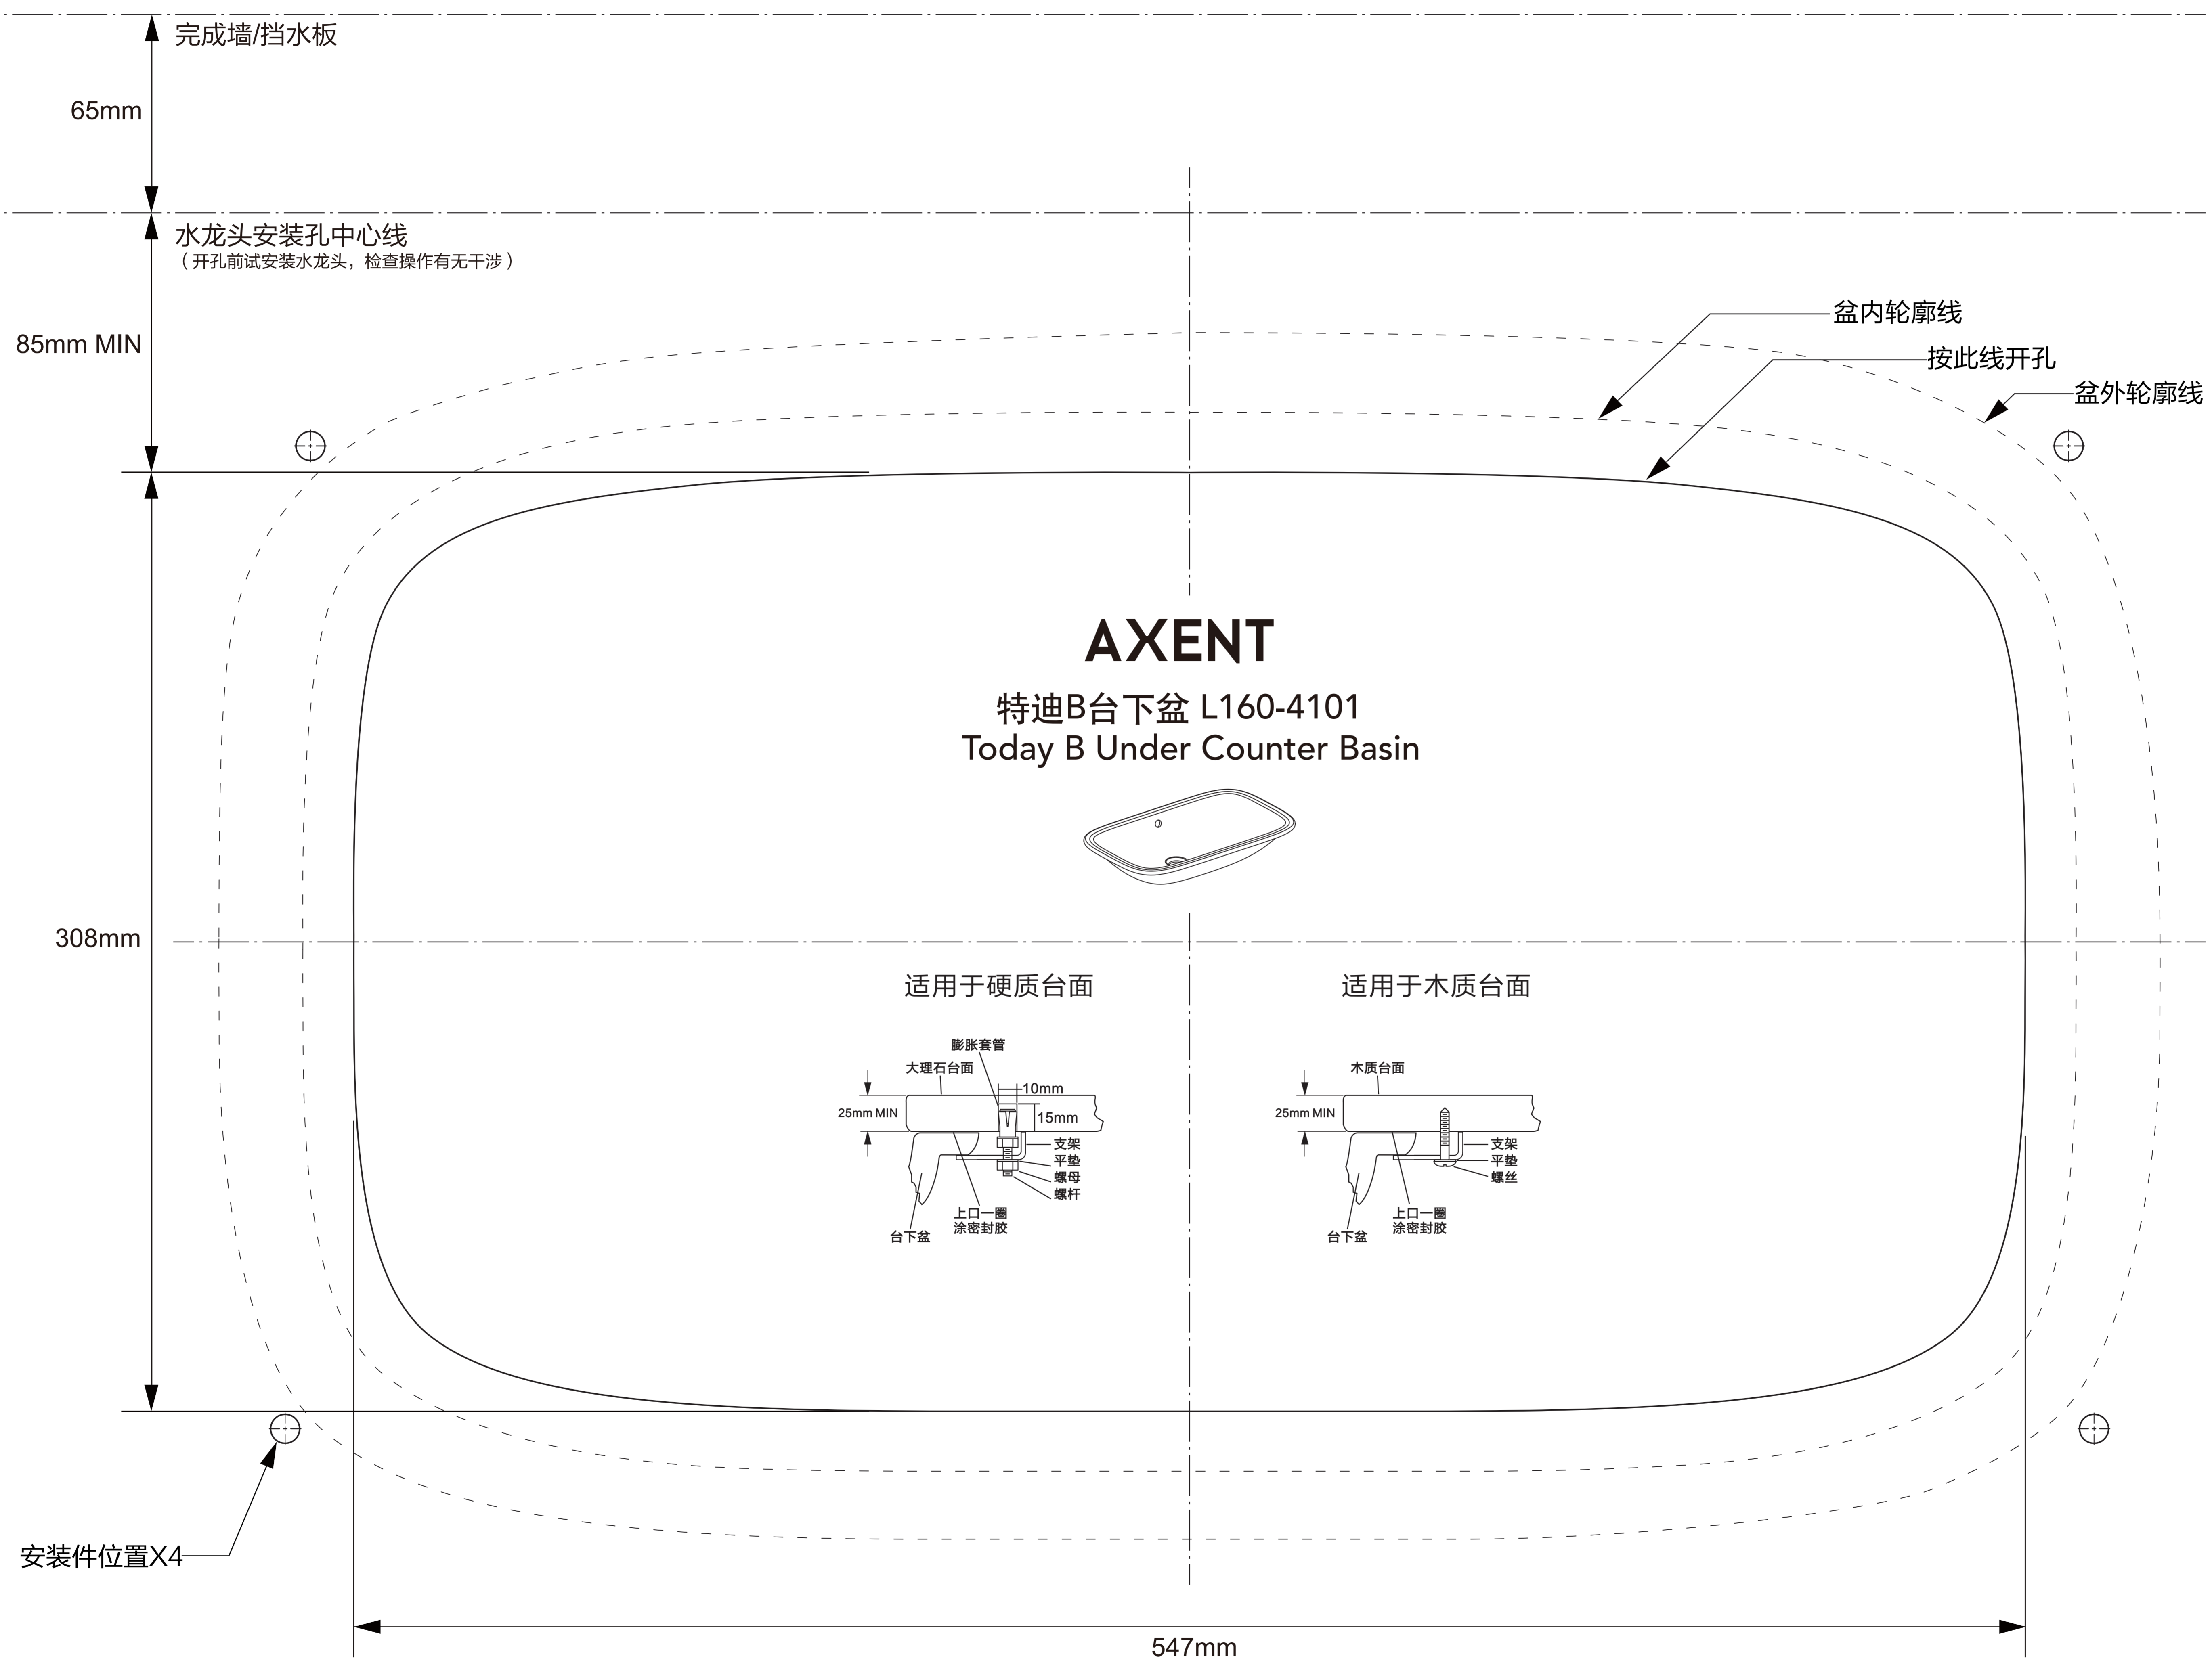 完成墙/挡水板
65mm
水龙头安装孔中心线
（开孔前试安装水龙头，检查操作有无干涉）
85mm MIN
盆内轮廓线
按此线开孔
盆外轮廓线
AXENT
特迪B台下盆 L160-4101
Today B Under Counter Basin
308mm
适用于硬质台面
膨胀套管
大理石台面
10mm
25mm MIN
15mm
支架
平垫
螺母
螺杆
上口一圈
涂密封胶
台下盆
适用于木质台面
木质台面
25mm MIN
支架
平垫
螺丝
上口一圈
涂密封胶
台下盆
安装件位置X4
547mm